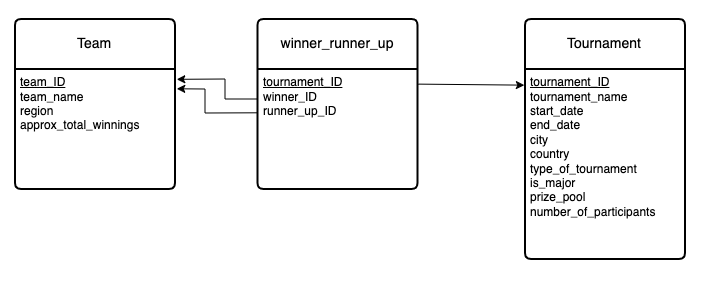 Team
team_ID
team_name
region
approx_total_winnings
winner_runner_up
tournament_ID
winner_ID
runner_up_ID
Tournament
tournament_ID
tournament_name
start_date
end_date
city
country
type_of_tournament
is_major
prize_pool
number_of_participants